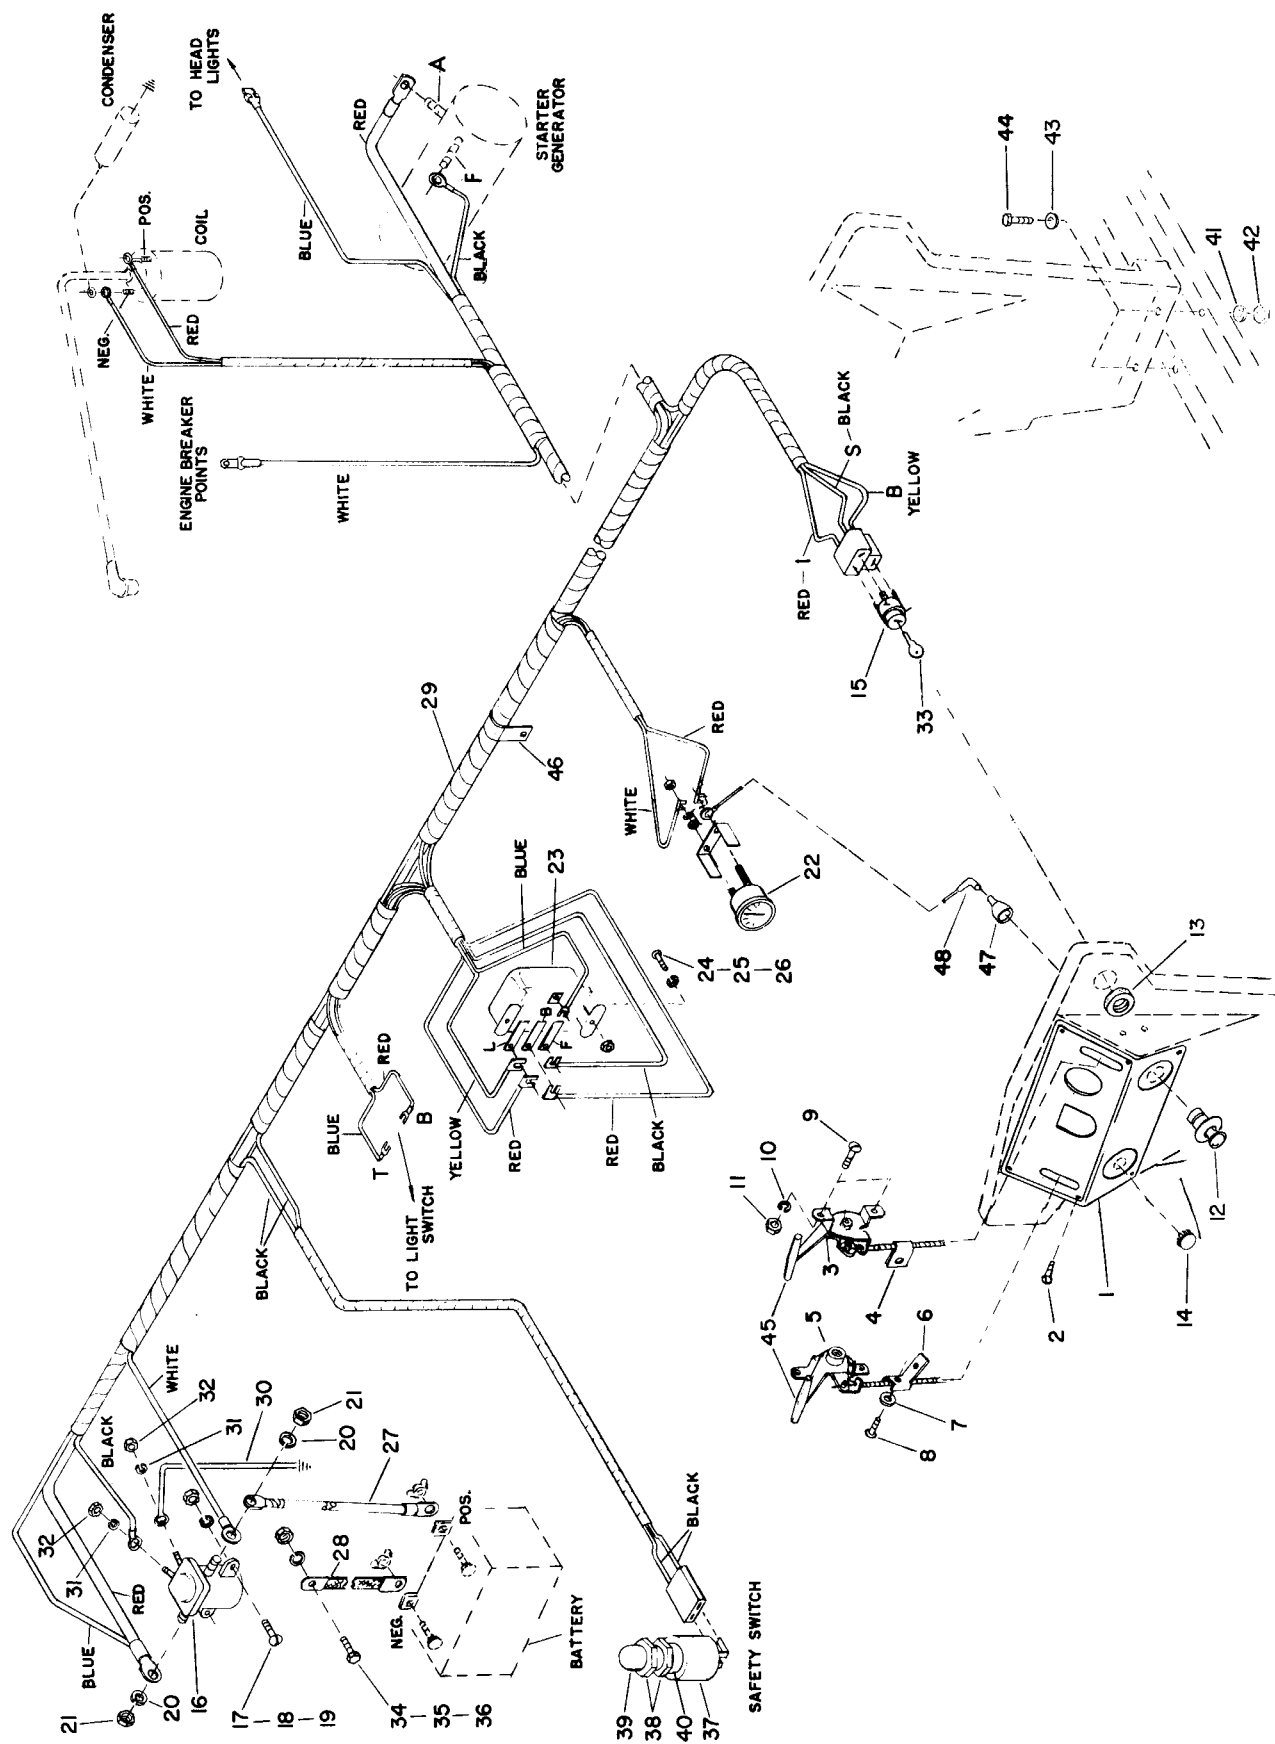 CONDENSER
TO HEAD
LIGHTS
POS.
COIL
NEG.
RED
WHITE
ENGINE BREAKER
POINTS
WHITE
BLUE
RED
A
F
BLACK
STARTER
GENERATOR
44
43
41
42
S
BLACK
B
YELLOW
RED
I
15
33
29
46
RED
WHITE
22
BLUE
23
24
25
26
L
B
F
YELLOW
RED
RED
BLACK
48
47
13
BLUE
RED
T
B
TO LIGHT
SWITCH
BLACK
9
10
11
3
4
45
5
6
7
8
2
1
14
12
WHITE
BLACK
32
31
30
21
20
27
32
31
RED
BLUE
28
POS.
NEG.
BATTERY
BLACK
SAFETY SWITCH
21
20
16
17
18
19
34
35
36
39
38
40
37